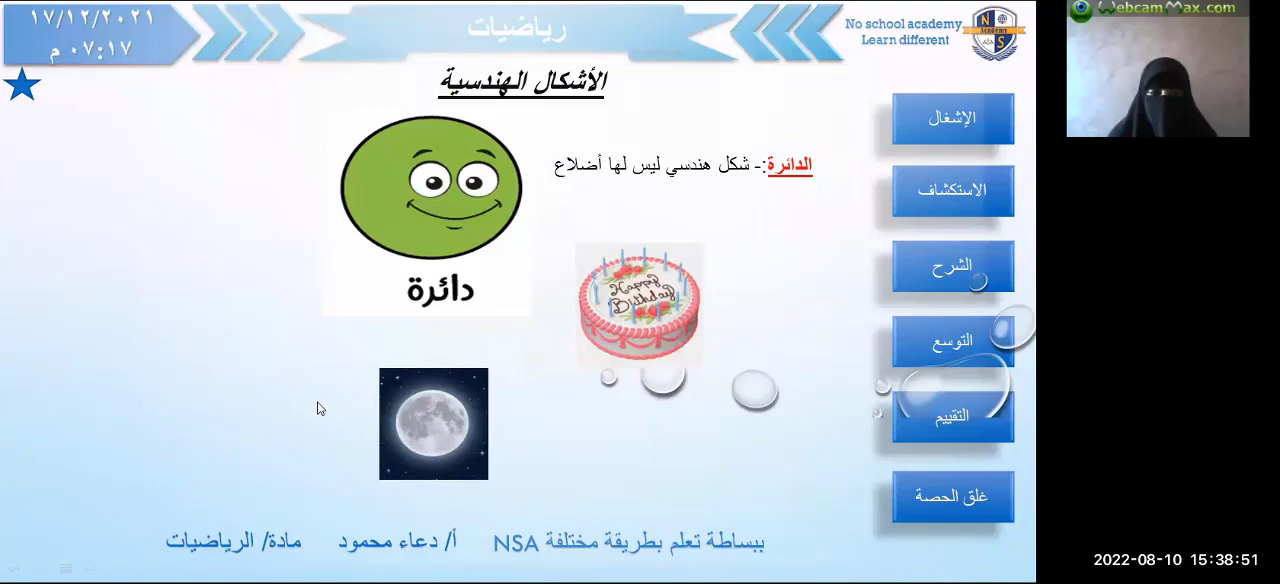 ١٧/١٢/٢٠٢١
٠٧:١٧ م
رياضيات
No school academy
Learn different
N
Academy
S
WebcamMax.com
الأشكال الهندسية
الدائرة:- شكل هندسي ليس لها أضلاع
دائرة
Happy
Birthday
الإشغال
الاستكشاف
الشرح
التوسع
التقييم
غلق الحصة
ببساطة تعلم بطريقة مختلفة NSA أ/ دعاء محمود مادة/ الرياضيات
2022-08-10 15:38:51